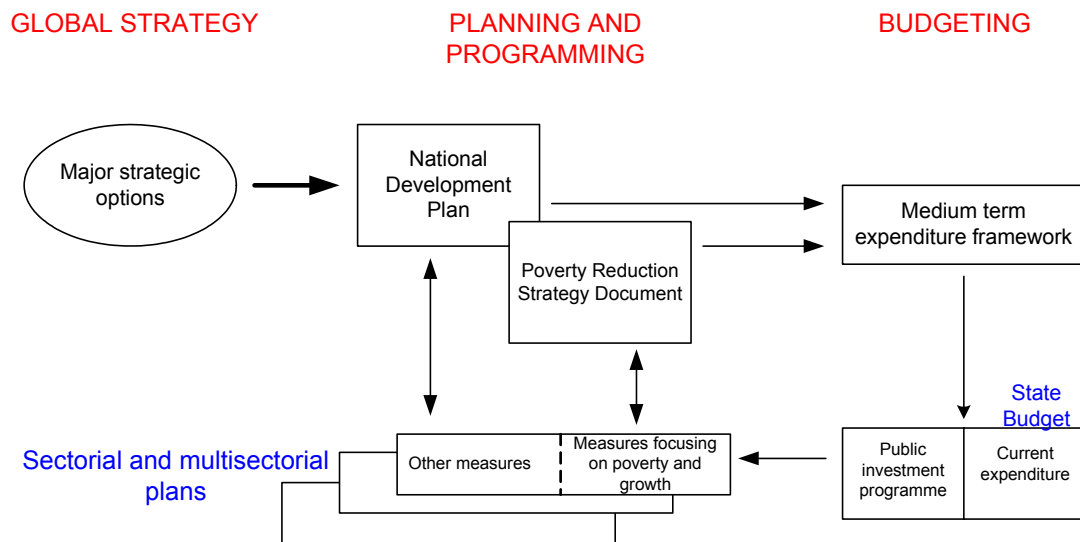 GLOBAL STRATEGY
PLANNING AND
PROGRAMMING
BUDGETING
Major strategic
options
National
Development
Plan
Poverty Reduction
Strategy Document
Medium term
expenditure framework
State
Budget
Sectorial and multisectorial
plans
Other measures
Measures focusing
on poverty and
growth
Public
investment
programme
Current
expenditure